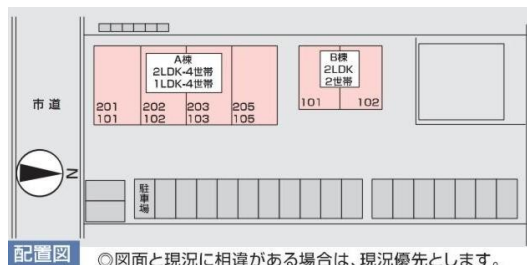 A棟
2LDK-4世帯
1LDK-4世帯
201 202 203 205
101 102 103 105
B棟
2LDK
2世帯
101 102
市道
N
駐車場
配置図
◎図面と現況に相違がある場合は、現況優先とします。